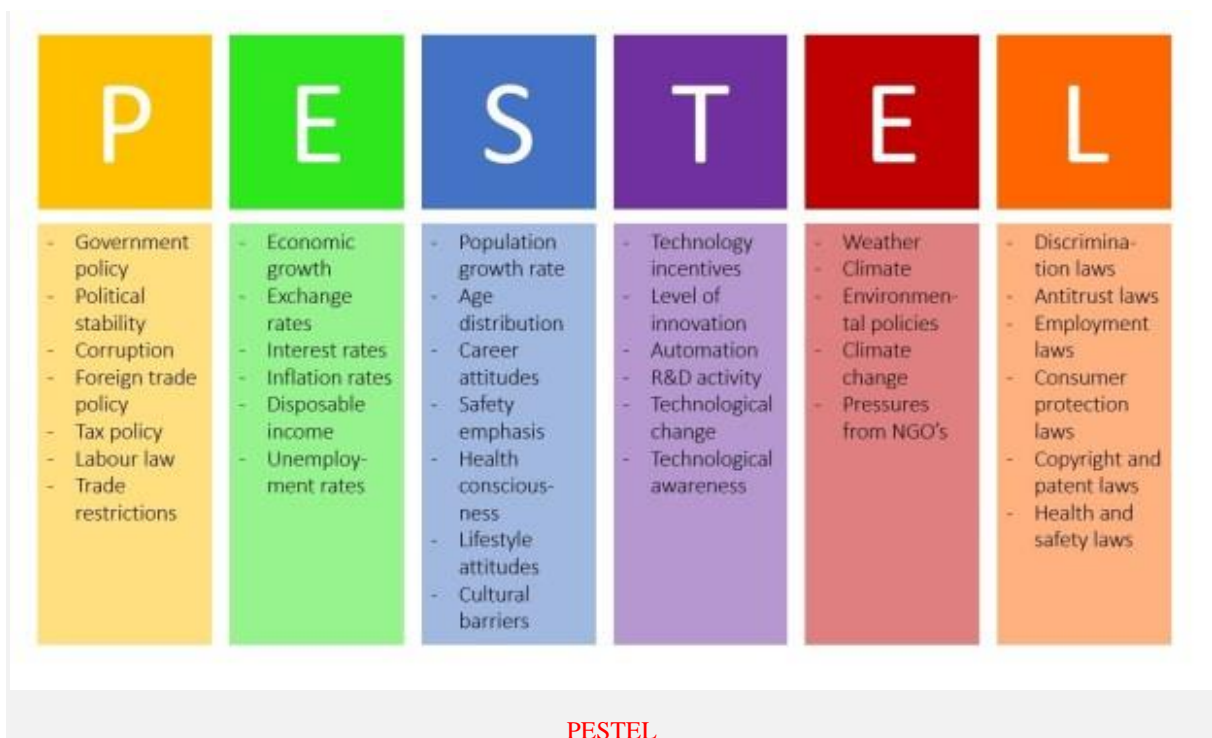 P
- Government
policy
- Political
stability
- Corruption
- Foreign trade
policy
- Tax policy
- Labour law
- Trade
restrictions
E
- Economic
growth
- Exchange
rates
- Interest rates
- Inflation rates
- Disposable
income
- Unemploy-
ment rates
S
- Population
growth rate
- Age
distribution
- Career
attitudes
- Safety
emphasis
- Health
conscious-
ness
- Lifestyle
attitudes
- Cultural
barriers
T
- Technology
incentives
- Level of
innovation
- Automation
- R&D activity
- Technological
change
- Technological
awareness
E
- Weather
- Climate
- Environmen-
tal policies
- Climate
change
- Pressures
from NGO's
L
- Discrimina-
tion laws
- Antitrust laws
- Employment
laws
- Consumer
protection
laws
- Copyright and
patent laws
- Health and
safety laws
PESTEL